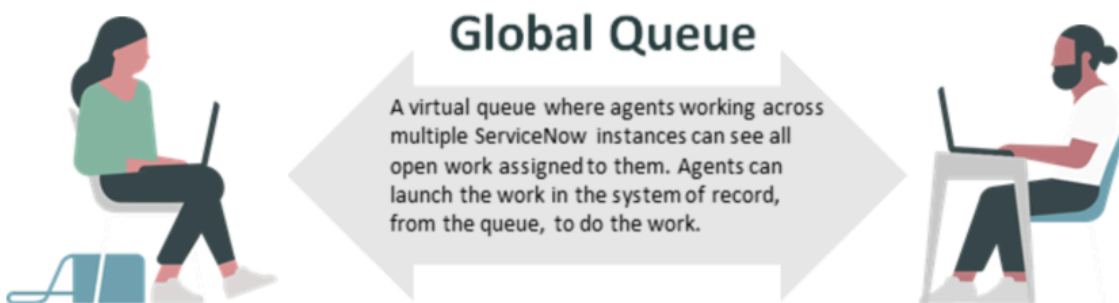 Global Queue
A virtual queue where agents working across
multiple ServiceNow instances can see all
open work assigned to them. Agents can
launch the work in the system of record,
from the queue, to do the work.